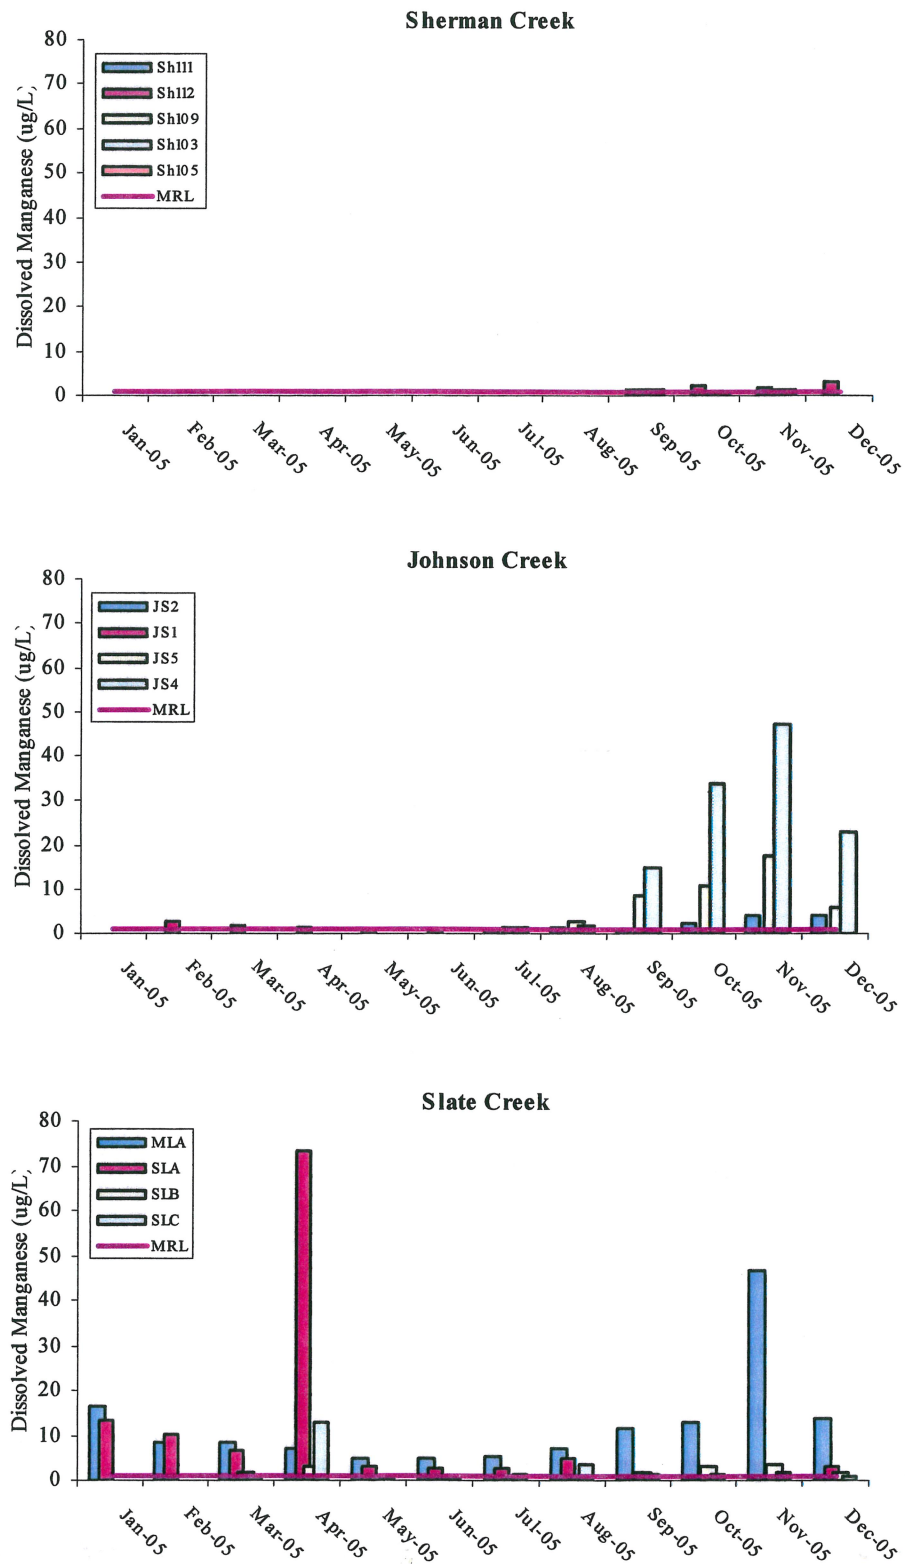 Sherman Creek
Dissolved Manganese (ug/L)
80
70
60
50
40
30
20
10
0
Sh111
Sh112
Sh109
Sh103
Sh105
MRL
Jan-05 Feb-05 Mar-05 Apr-05 May-05 Jun-05 Jul-05 Aug-05 Sep-05 Oct-05 Nov-05 Dec-05
Johnson Creek
Dissolved Manganese (ug/L)
80
70
60
50
40
30
20
10
0
JS2
JS1
JS5
JS4
MRL
Jan-05 Feb-05 Mar-05 Apr-05 May-05 Jun-05 Jul-05 Aug-05 Sep-05 Oct-05 Nov-05 Dec-05
Slate Creek
Dissolved Manganese (ug/L)
80
70
60
50
40
30
20
10
0
MLA
SLA
SLB
SLC
MRL
Jan-05 Feb-05 Mar-05 Apr-05 May-05 Jun-05 Jul-05 Aug-05 Sep-05 Oct-05 Nov-05 Dec-05